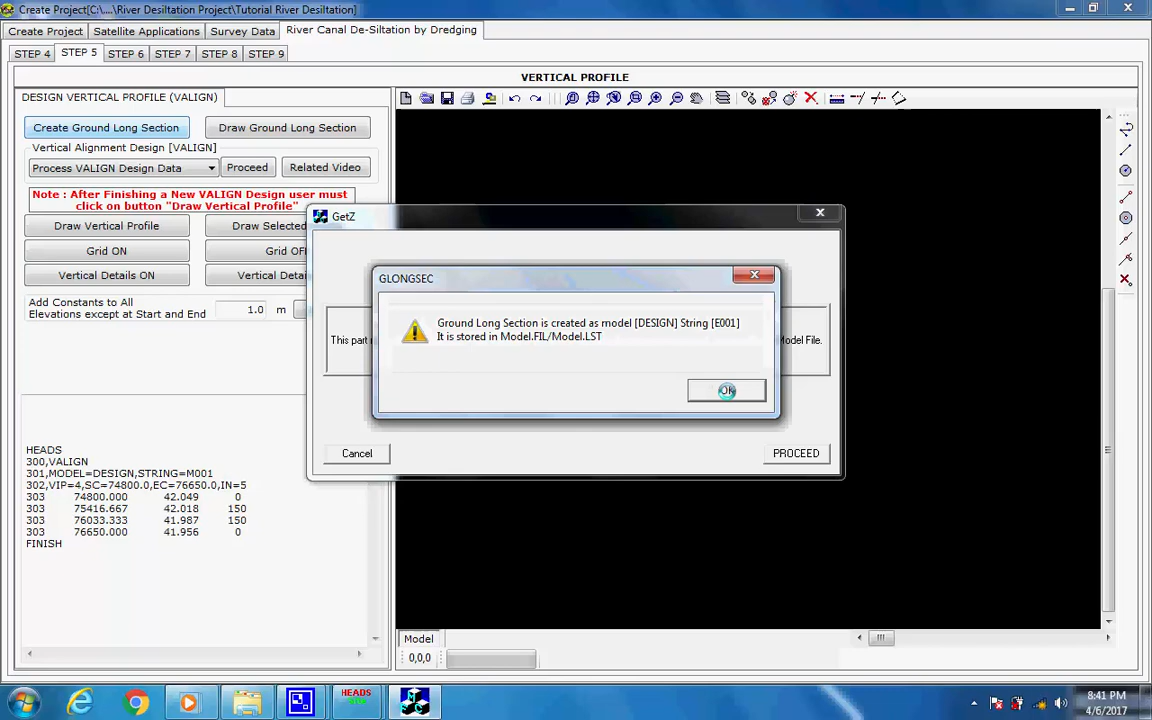 Create Project[C:\....\River Desiltation Project\Tutorial River Desiltation]
Create Project
Satellite Applications
Survey Data
River Canal De-Siltation by Dredging
STEP 4
STEP 5
STEP 6
STEP 7
STEP 8
STEP 9
VERTICAL PROFILE
DESIGN VERTICAL PROFILE (VALIGN)
Create Ground Long Section
Draw Ground Long Section
Vertical Alignment Design [VALIGN]
Process VALIGN Design Data
Proceed
Related Video
Note : After Finishing a New VALIGN Design user must
click on button "Draw Vertical Profile"
Draw Vertical Profile
Draw Selected
Grid ON
Grid OF
Vertical Details ON
Vertical Detai
Add Constants to All
Elevations except at Start and End
1.0 m
GetZ
This part
Model File.
Cancel
PROCEED
GLONGSEC
Ground Long Section is created as model [DESIGN] String [E001]
It is stored in Model.FIL/Model.LST
OK
HEADS
300,VALIGN
301,MODEL=DESIGN,STRING=M001
302,VIP=4,SC=74800.0,EC=76650.0,IN=5
303 74800.000 42.049 0
303 75416.667 42.018 150
303 76033.333 41.987 150
303 76650.000 41.956 0
FINISH
Model
0,0,0
HEADS
8:41 PM
4/6/2017